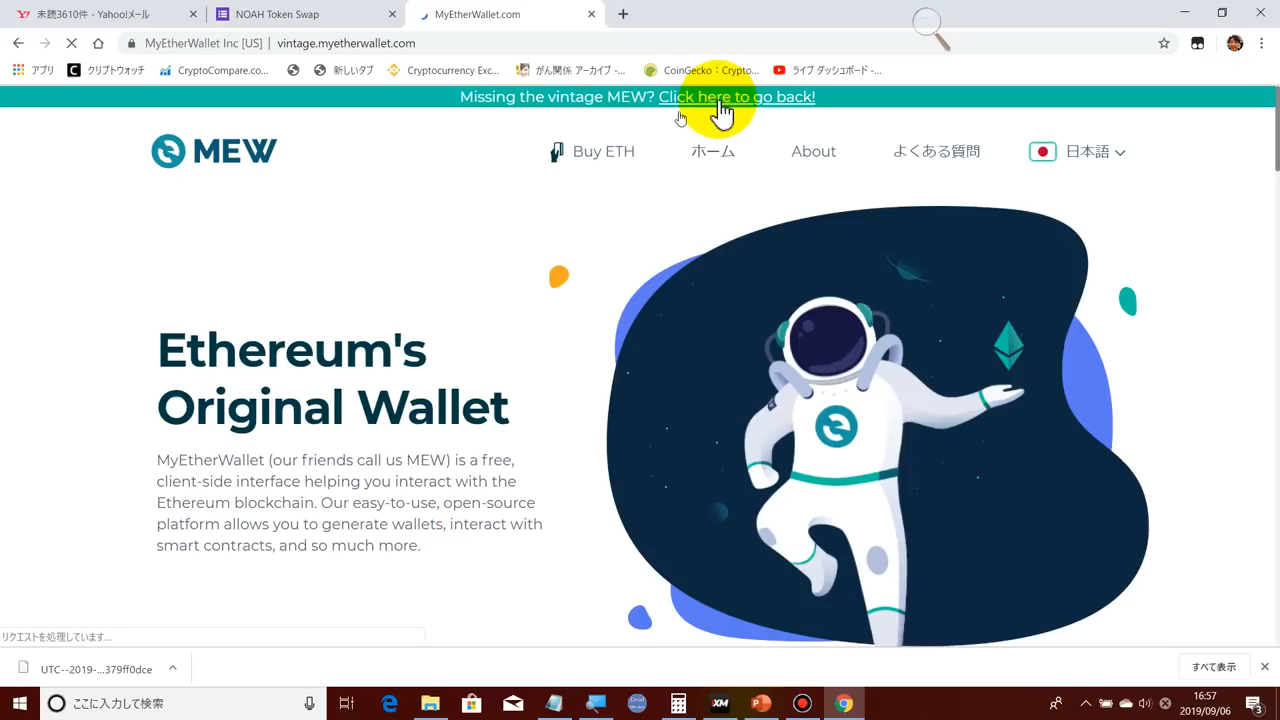 未読3610件 - Yahoo!メール
NOAH Token Swap
MyEtherWallet.com
MyEtherWallet Inc [US]
vintage.myetherwallet.com
アプリ
クリプトウォッチ
CryptoCompare.co...
新しいタブ
Cryptocurrency Exc...
がん関係 アーカイブ -...
CoinGecko：Crypto...
ライブ ダッシュボード -...
Missing the vintage MEW? Click here to go back!
MEW
Buy ETH
ホーム
About
よくある質問
日本語
Ethereum's
Original Wallet
MyEtherWallet (our friends call us MEW) is a free,
client-side interface helping you interact with the
Ethereum blockchain. Our easy-to-use, open-source
platform allows you to generate wallets, interact with
smart contracts, and so much more.
リクエストを処理しています...
UTC--2019-...379ff0dce
すべて表示
ここに入力して検索
XM
16:57
2019/09/06
3